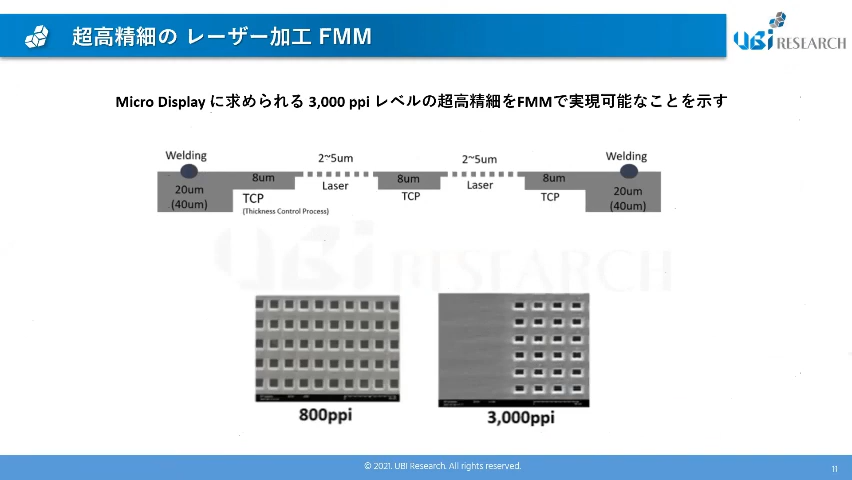 超高精細の レーザー加工 FMM
UBi RESEARCH
Micro Display に求められる 3,000 ppi レベルの超高精細をFMMで実現可能なことを示す
Welding
2~5um
2~5um
Welding
8um
8um
8um
20um
(40um)
Laser
Laser
20um
(40um)
TCP
(Thickness Control Process)
TCP
TCP
UBi RESEARCH
800ppi
3,000ppi
© 2021. UBI Research. All rights reserved.
11